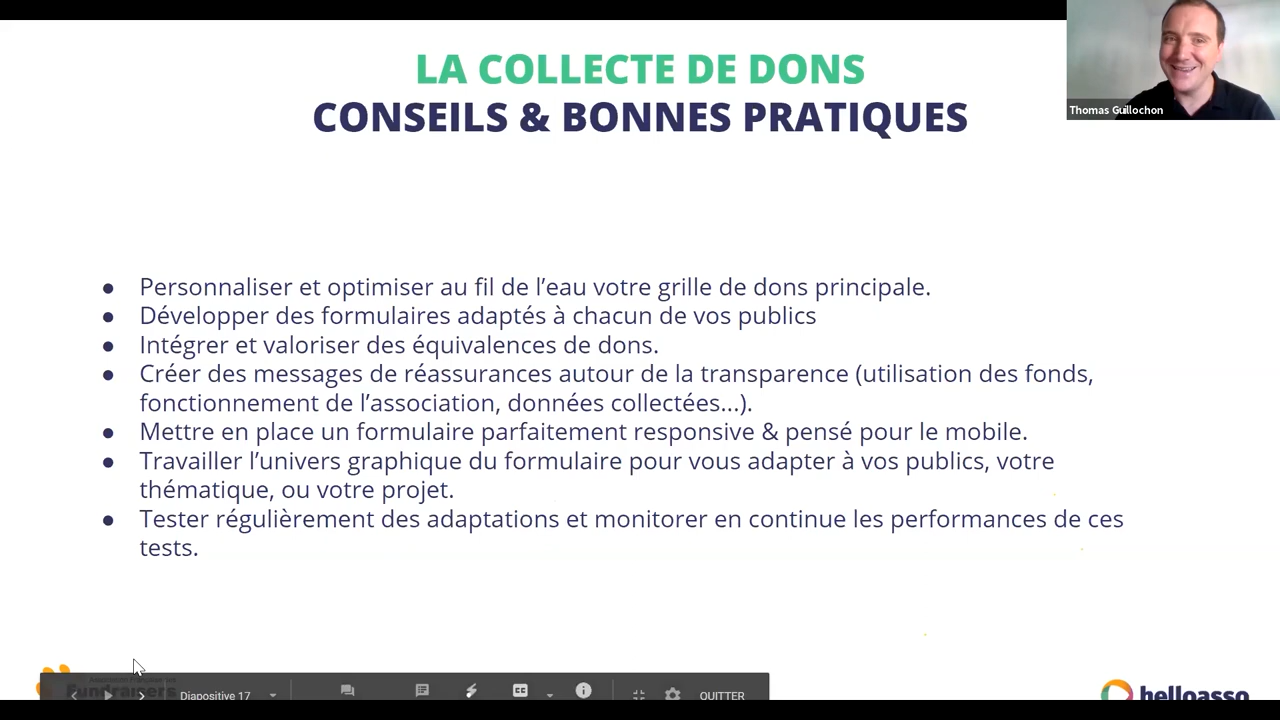 LA COLLECTE DE DONS
CONSEILS & BONNES PRATIQUES
Thomas Guillochon
● Personnaliser et optimiser au fil de l’eau votre grille de dons principale.
● Développer des formulaires adaptés à chacun de vos publics
● Intégrer et valoriser des équivalences de dons.
● Créer des messages de réassurances autour de la transparence (utilisation des fonds,
fonctionnement de l’association, données collectées...).
● Mettre en place un formulaire parfaitement responsive & pensé pour le mobile.
● Travailler l’univers graphique du formulaire pour vous adapter à vos publics, votre
thématique, ou votre projet.
● Tester régulièrement des adaptations et monitorer en continue les performances de ces
tests.
Fundraisers
Diapositive 17
CC
QUITTER
helloasso